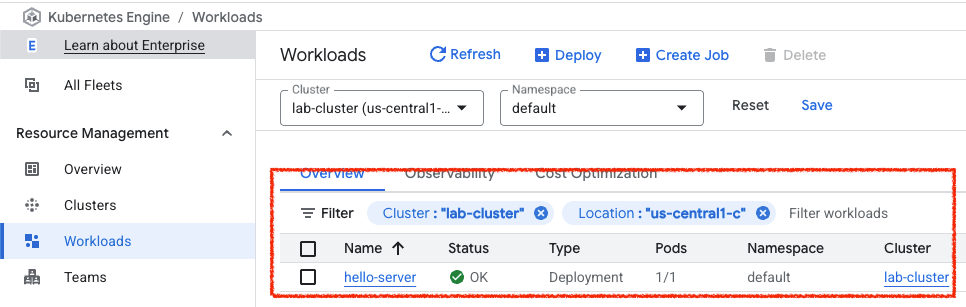 Kubernetes Engine / Workloads
E Learn about Enterprise
All Fleets
Resource Management
Overview
Clusters
Workloads
Teams
Workloads Refresh Deploy Create Job Delete
Cluster Namespace
lab-cluster (us-central1-... default Reset Save
Overview Observability Cost Optimization
Filter Cluster : "lab-cluster" Location : "us-central1-c" Filter workloads
Name Status Type Pods Namespace Cluster
hello-server OK Deployment 1/1 default lab-cluster